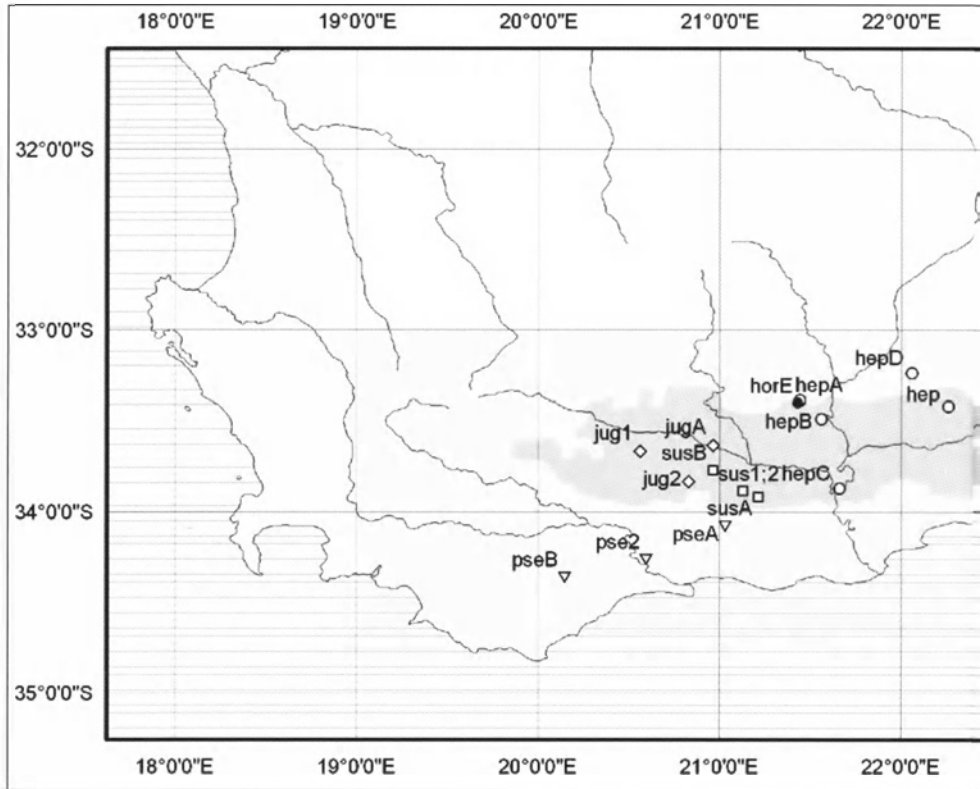 18°0'0"E 19°0'0"E 20°0'0"E 21°0'0"E 22°0'0"E
32°0'0"S
33°0'0"S
34°0'0"S
35°0'0"S
hepD
horE hepA
hep
hepB
jugA
jug1
susB
sus1;2 hepC
jug2
susA
pseA
pse2
pseB
18°0'0"E 19°0'0"E 20°0'0"E 21°0'0"E 22°0'0"E